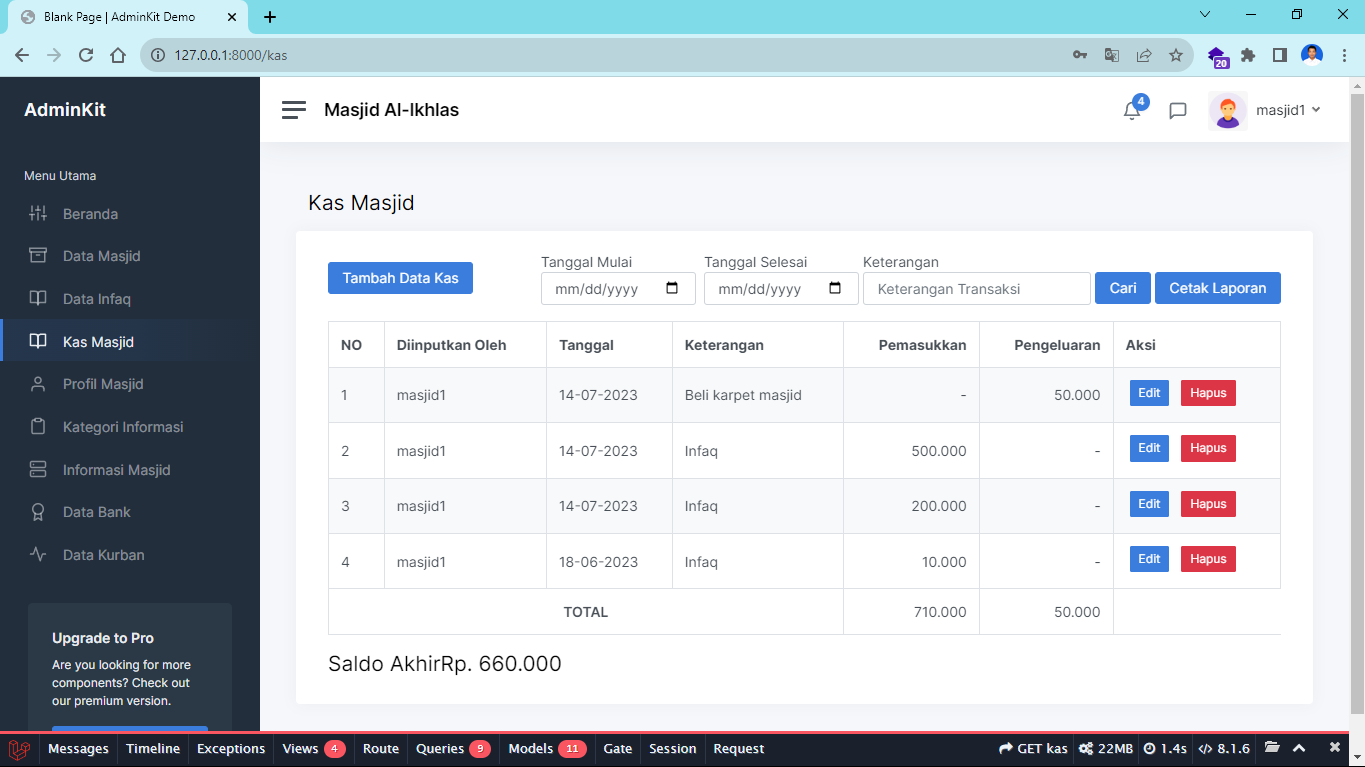 Blank Page | AdminKit Demo
127.0.0.1:8000/kas
20
AdminKit
Masjid Al-Ikhlas
4
masjid1
Menu Utama
Beranda
Data Masjid
Data Infaq
Kas Masjid
Profil Masjid
Kategori Informasi
Informasi Masjid
Data Bank
Data Kurban
Upgrade to Pro
Are you looking for more
components? Check out
our premium version.
Kas Masjid
Tambah Data Kas
Tanggal Mulai Tanggal Selesai Keterangan
mm/dd/yyyy mm/dd/yyyy Keterangan Transaksi Cari Cetak Laporan
NO Diinputkan Oleh Tanggal Keterangan Pemasukkan Pengeluaran Aksi
1 masjid1 14-07-2023 Beli karpet masjid - 50.000 Edit Hapus
2 masjid1 14-07-2023 Infaq 500.000 - Edit Hapus
3 masjid1 14-07-2023 Infaq 200.000 - Edit Hapus
4 masjid1 18-06-2023 Infaq 10.000 - Edit Hapus
TOTAL 710.000 50.000
Saldo AkhirRp. 660.000
Messages Timeline Exceptions Views 4 Route Queries 9 Models 11 Gate Session Request GET kas 22MB 1.4s 8.1.6